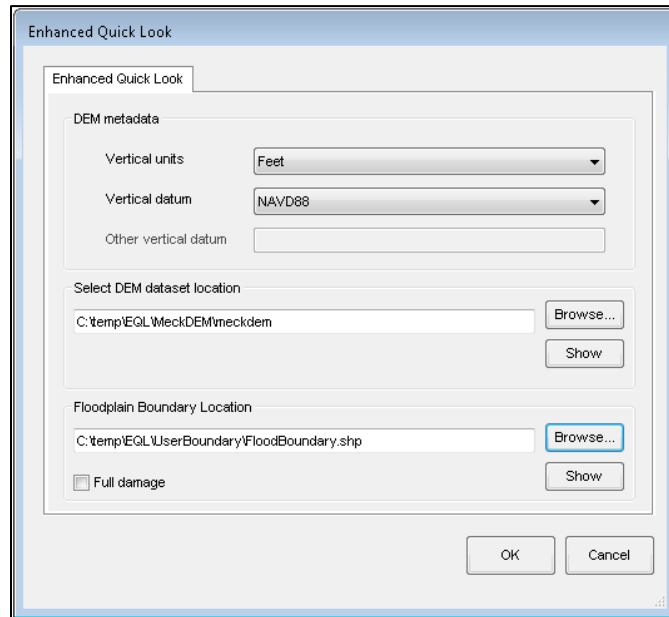 Enhanced Quick Look
Enhanced Quick Look
DEM metadata
Vertical units
Feet
Vertical datum
NAVD88
Other vertical datum
Select DEM dataset location
C:\temp\EQL\MeckDEM\meckdem
Browse...
Show
Floodplain Boundary Location
C:\temp\EQL\UserBoundary\FloodBoundary.shp
Browse...
Full damage
Show
OK
Cancel